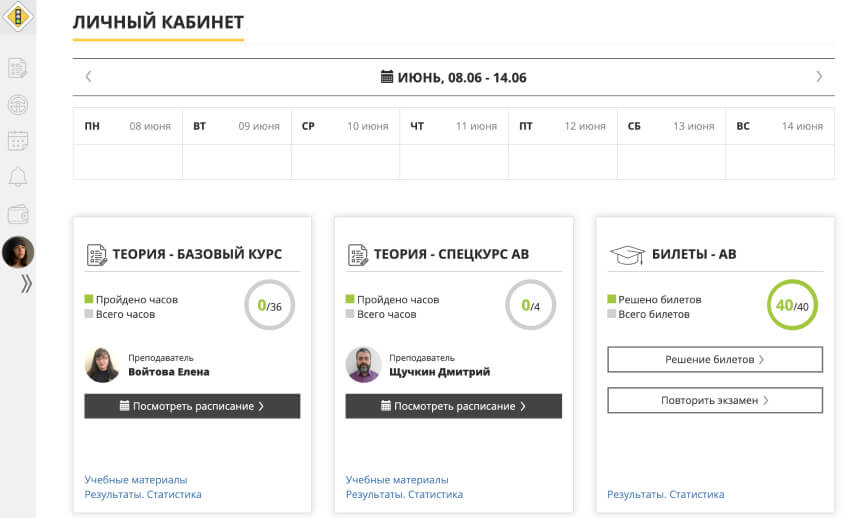 ЛИЧНЫЙ КАБИНЕТ
ИЮНЬ, 08.06 - 14.06
ПН 08 июня ВТ 09 июня СР 10 июня ЧТ 11 июня ПТ 12 июня СБ 13 июня ВС 14 июня
ТЕОРИЯ - БАЗОВЫЙ КУРС
Пройдено часов
Всего часов
0/36
Преподаватель
Войтова Елена
Посмотреть расписание
Учебные материалы
Результаты. Статистика
ТЕОРИЯ - СПЕЦКУРС АВ
Пройдено часов
Всего часов
0/4
Преподаватель
Щучкин Дмитрий
Посмотреть расписание
Учебные материалы
Результаты. Статистика
БИЛЕТЫ - АВ
Решено билетов
Всего билетов
40/40
Решение билетов
Повторить экзамен
Результаты. Статистика